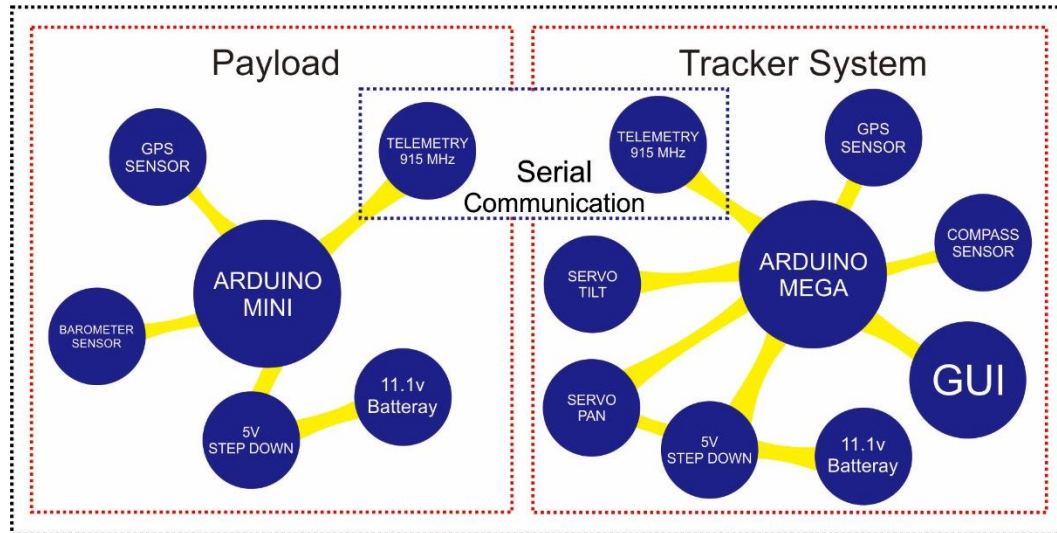 Payload
Tracker System
GPS
SENSOR
TELEMETRY
915 MHz
ARDUINO
MINI
BAROMETER
SENSOR
5V
STEP DOWN
11.1v
Batteray
Serial
Communication
TELEMETRY
915 MHz
GPS
SENSOR
COMPASS
SENSOR
ARDUINO
MEGA
SERVO
TILT
SERVO
PAN
GUI
5V
STEP DOWN
11.1v
Batteray